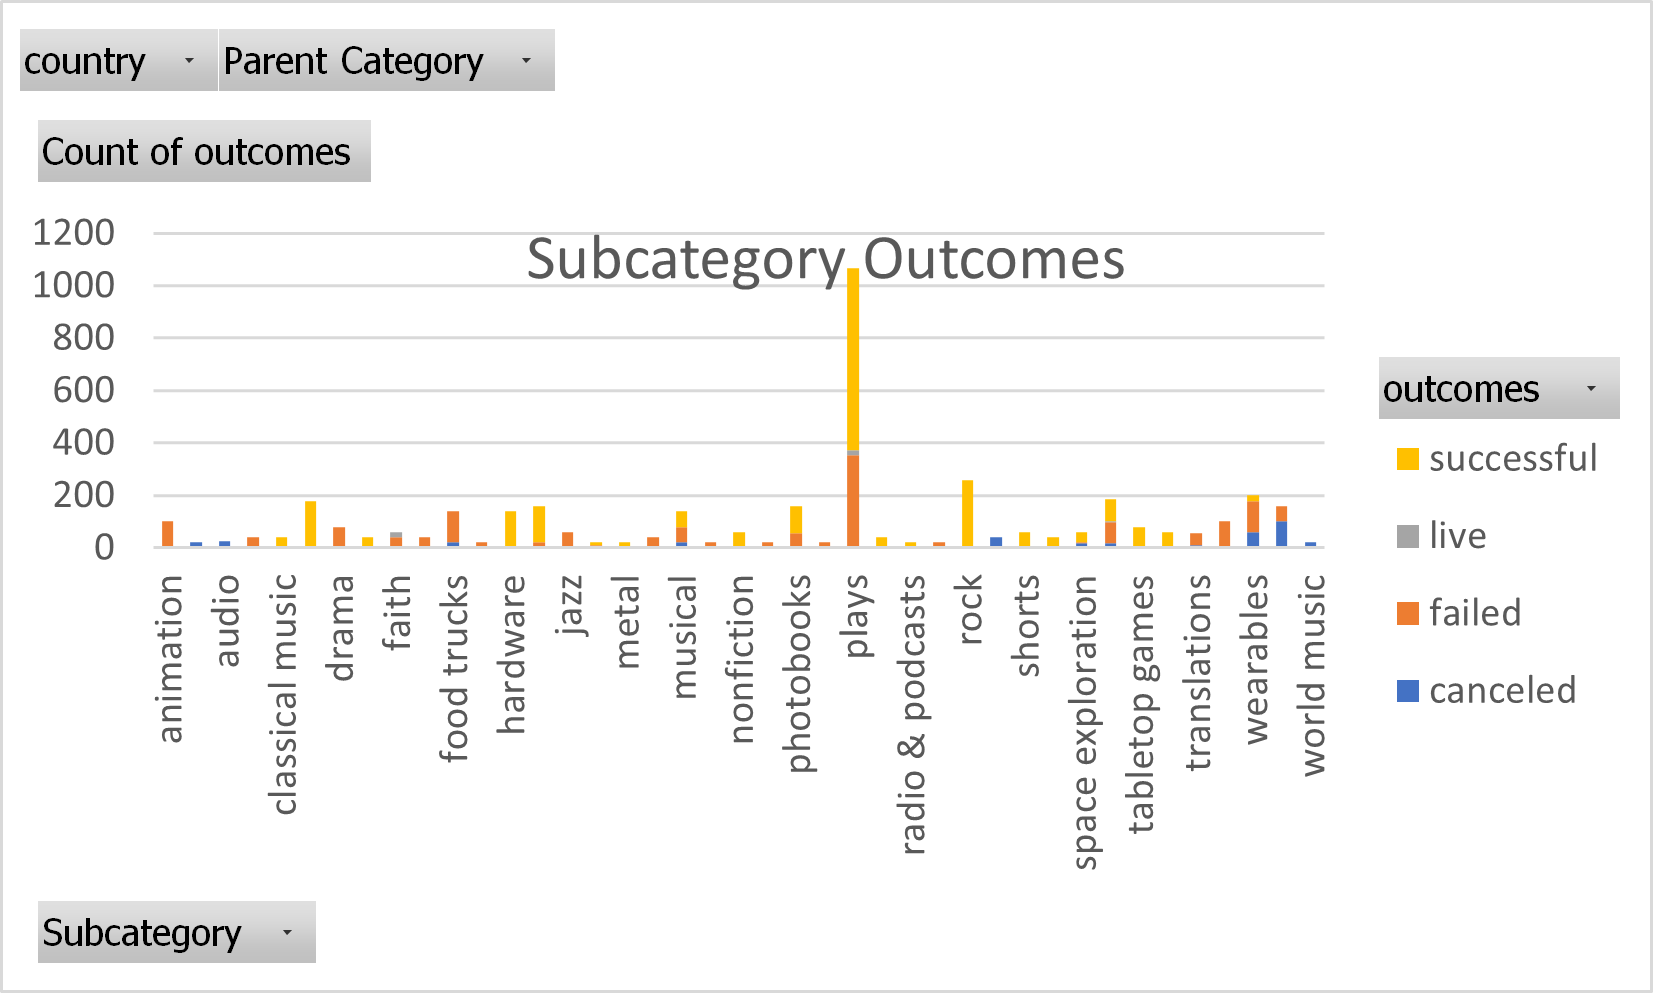 country
Parent Category
Count of outcomes
Subcategory Outcomes
1200
1000
800
600
400
200
0
animation
audio
classical music
drama
faith
food trucks
hardware
jazz
metal
musical
nonfiction
photobooks
plays
radio & podcasts
rock
shorts
space exploration
tabletop games
translations
wearables
world music
outcomes
successful
live
failed
canceled
Subcategory